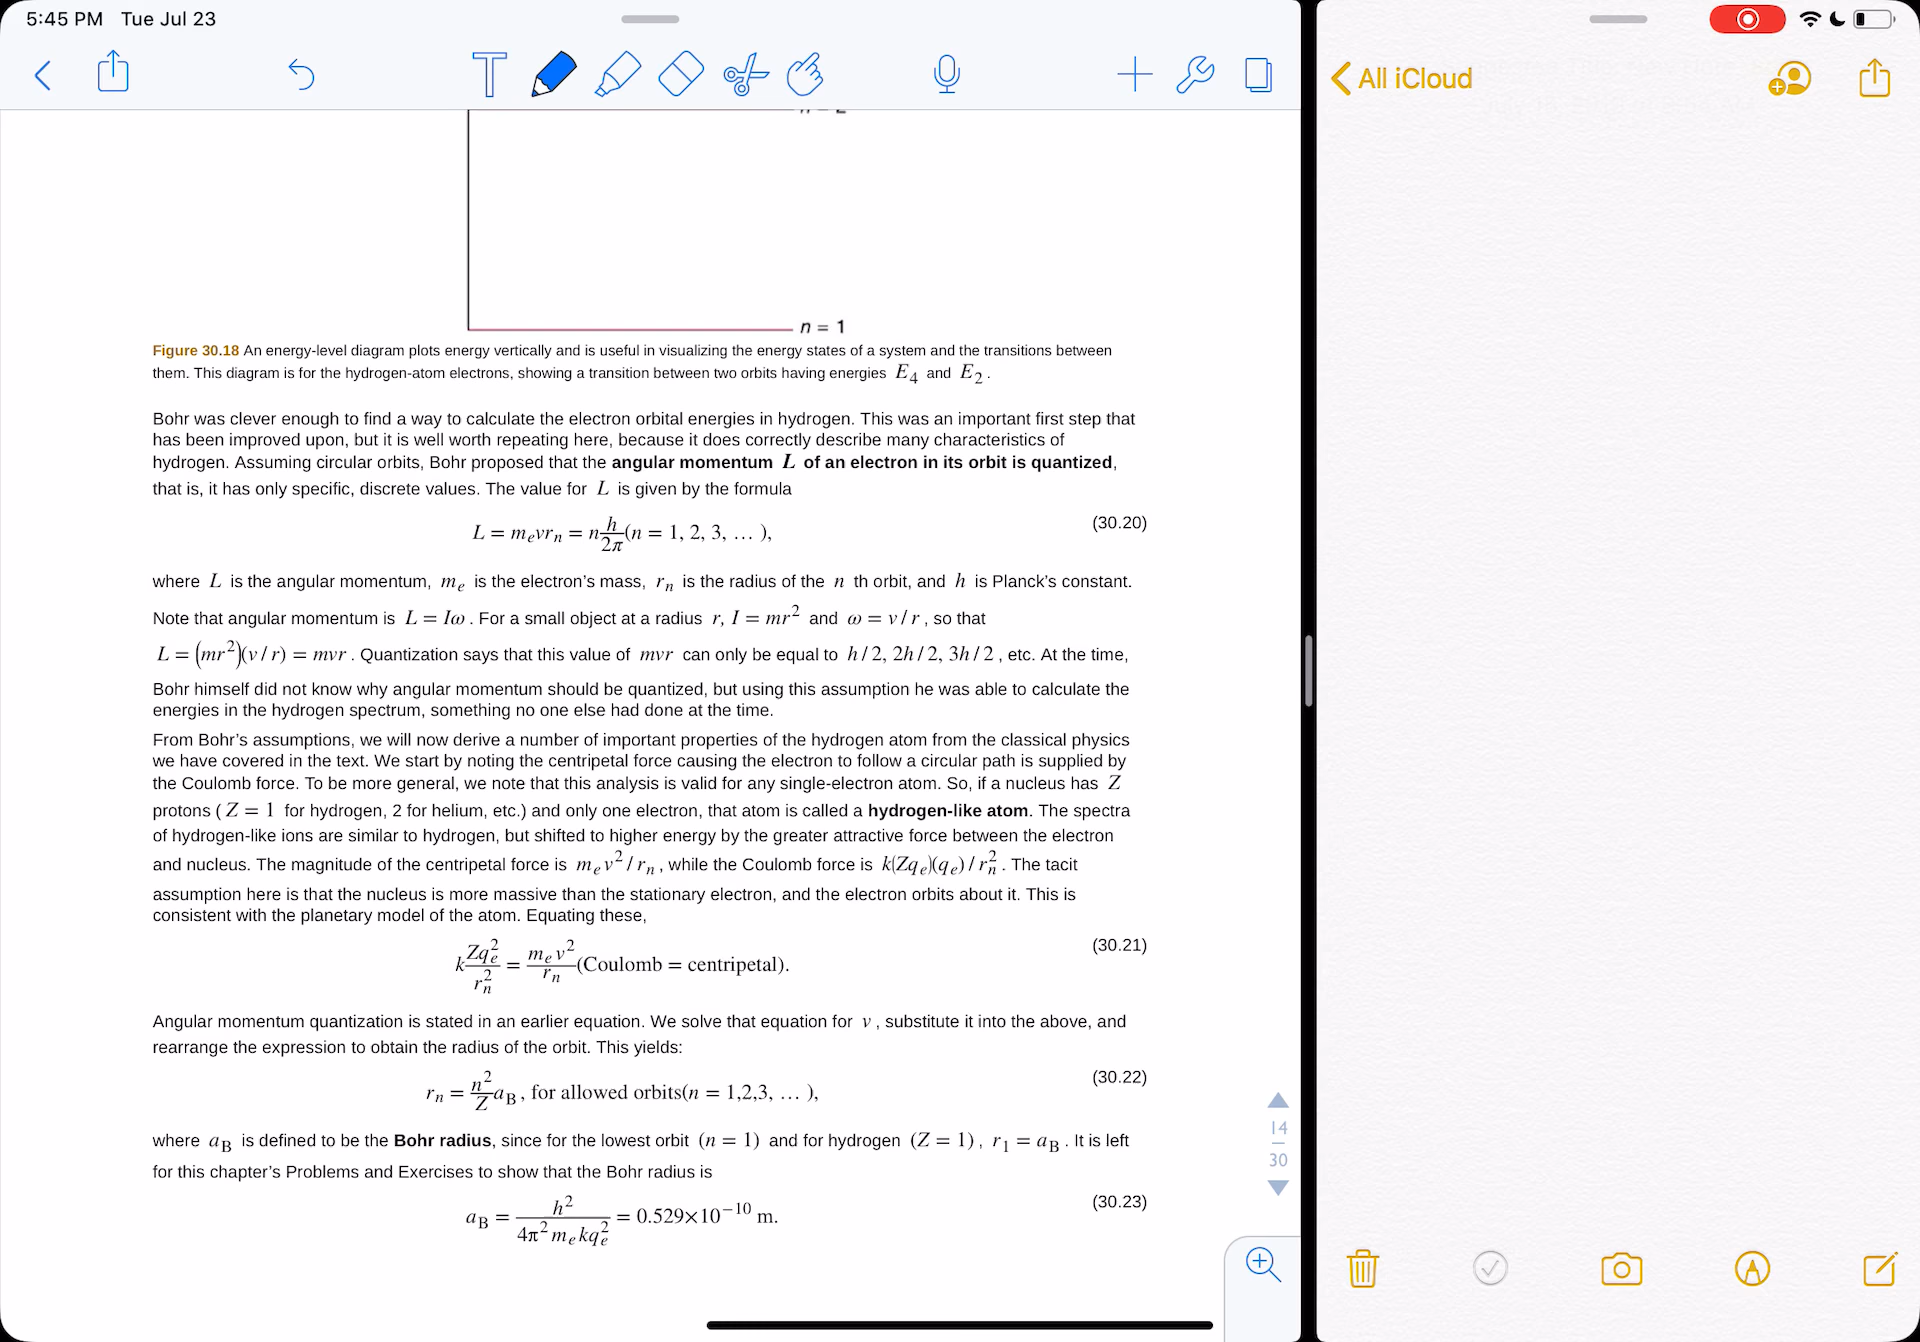 5:45 PM Tue Jul 23
All iCloud
n = 2
n = 1
Figure 30.18 An energy-level diagram plots energy vertically and is useful in visualizing the energy states of a system and the transitions between
them. This diagram is for the hydrogen-atom electrons, showing a transition between two orbits having energies E₄ and E₂ .
Bohr was clever enough to find a way to calculate the electron orbital energies in hydrogen. This was an important first step that
has been improved upon, but it is well worth repeating here, because it does correctly describe many characteristics of
hydrogen. Assuming circular orbits, Bohr proposed that the angular momentum L of an electron in its orbit is quantized,
that is, it has only specific, discrete values. The value for L is given by the formula
L = mₑvrₙ = n h/2π (n = 1, 2, 3, … ), (30.20)
where L is the angular momentum, mₑ is the electron’s mass, rₙ is the radius of the n th orbit, and h is Planck’s constant.
Note that angular momentum is L = Iω . For a small object at a radius r, I = mr² and ω = v / r , so that
L = (mr²)(v / r) = mvr . Quantization says that this value of mvr can only be equal to h / 2, 2h / 2, 3h / 2 , etc. At the time,
Bohr himself did not know why angular momentum should be quantized, but using this assumption he was able to calculate the
energies in the hydrogen spectrum, something no one else had done at the time.
From Bohr’s assumptions, we will now derive a number of important properties of the hydrogen atom from the classical physics
we have covered in the text. We start by noting the centripetal force causing the electron to follow a circular path is supplied by
the Coulomb force. To be more general, we note that this analysis is valid for any single-electron atom. So, if a nucleus has Z
protons ( Z = 1 for hydrogen, 2 for helium, etc.) and only one electron, that atom is called a hydrogen-like atom. The spectra
of hydrogen-like ions are similar to hydrogen, but shifted to higher energy by the greater attractive force between the electron
and nucleus. The magnitude of the centripetal force is mₑv² / rₙ , while the Coulomb force is k(Zqₑ)(qₑ) / rₙ² . The tacit
assumption here is that the nucleus is more massive than the stationary electron, and the electron orbits about it. This is
consistent with the planetary model of the atom. Equating these,
k Zqₑ²/rₙ² = mₑv²/rₙ (Coulomb = centripetal). (30.21)
Angular momentum quantization is stated in an earlier equation. We solve that equation for v , substitute it into the above, and
rearrange the expression to obtain the radius of the orbit. This yields:
rₙ = n²/Z a_B , for allowed orbits(n = 1,2,3, … ), (30.22)
where a_B is defined to be the Bohr radius, since for the lowest orbit (n = 1) and for hydrogen (Z = 1) , r₁ = a_B . It is left
for this chapter’s Problems and Exercises to show that the Bohr radius is
a_B = h²/4π²mₑkqₑ² = 0.529×10⁻¹⁰ m. (30.23)
14
30